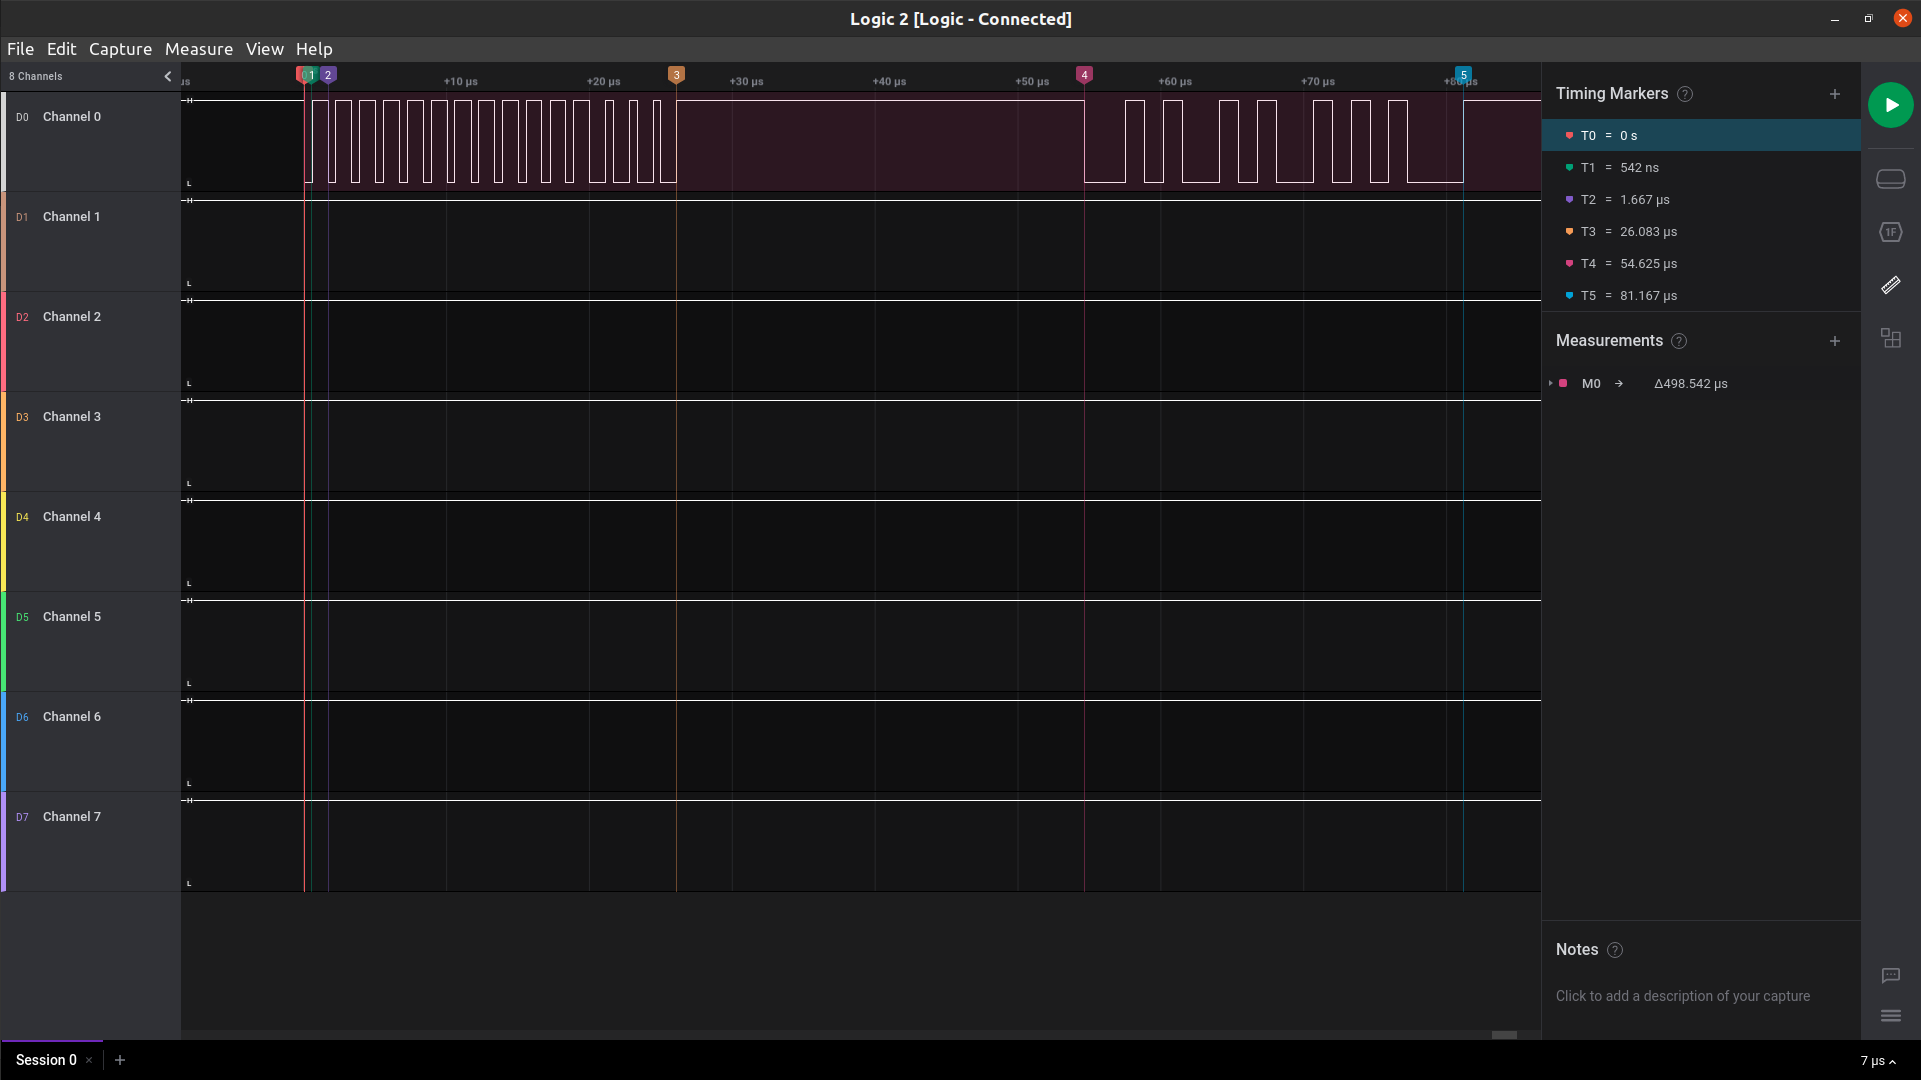 Logic 2 [Logic - Connected]
File Edit Capture Measure View Help
8 Channels
µs 1 2 +10 µs +20 µs 3 +30 µs +40 µs +50 µs 4 +60 µs +70 µs 5
D0 Channel 0
H
L
D1 Channel 1
H
L
D2 Channel 2
H
L
D3 Channel 3
H
L
D4 Channel 4
H
L
D5 Channel 5
H
L
D6 Channel 6
H
L
D7 Channel 7
H
L
Timing Markers ?
T0 = 0 s
T1 = 542 ns
T2 = 1.667 µs
T3 = 26.083 µs
T4 = 54.625 µs
T5 = 81.167 µs
Measurements ?
M0 Δ498.542 µs
1F
Notes ?
Click to add a description of your capture
Session 0
7 µs